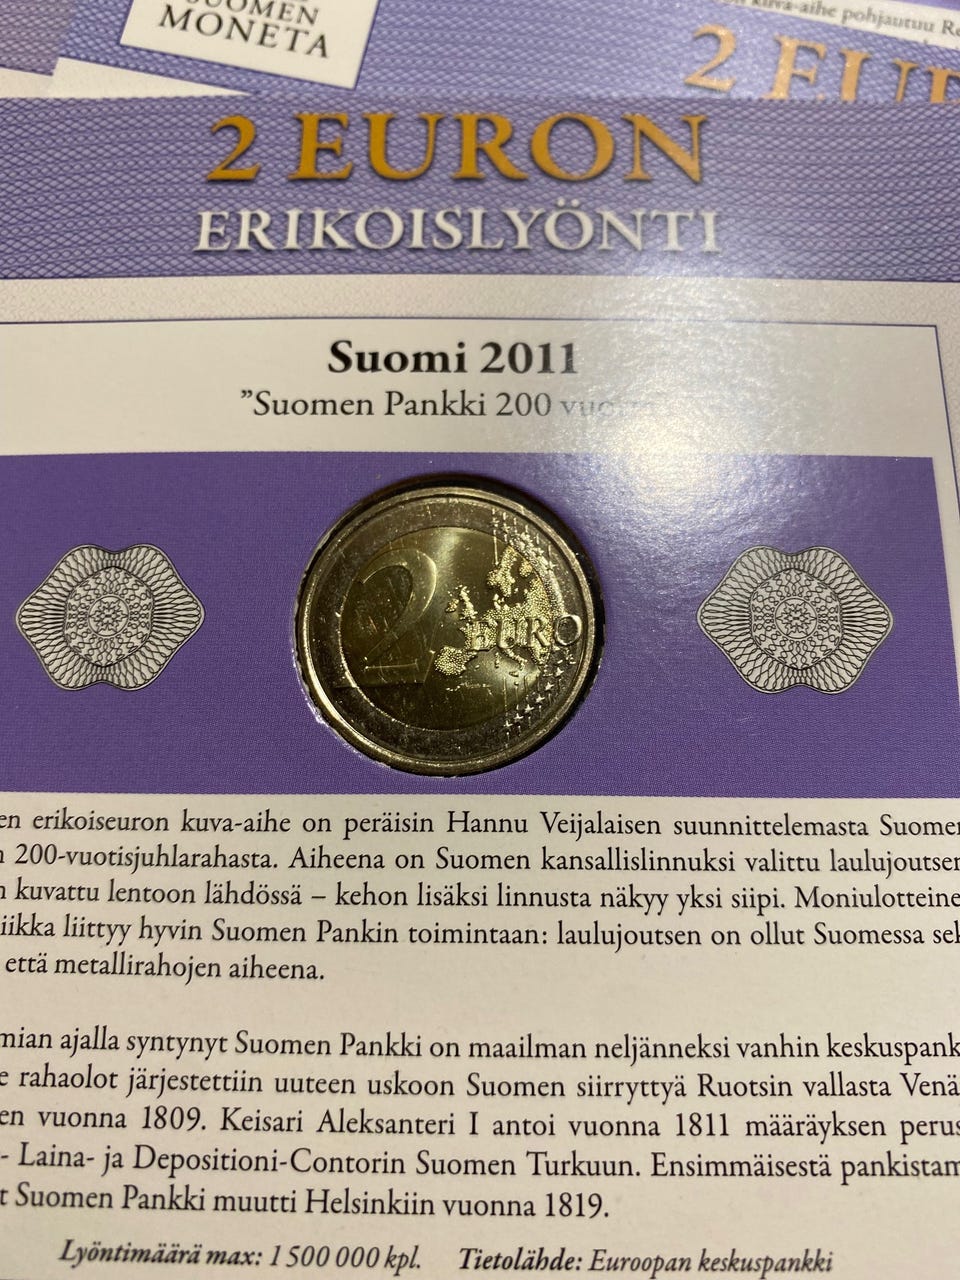 SUOMEN
MONETA
kuva-aihe pohjautuu
2 EUR
2 EURON
ERIKOISLYÖNTI
Suomi 2011
”Suomen Pankki 200
2 EURO
en erikoiseuron kuva-aihe on peräisin Hannu Veijalaisen suunnittelemasta Suomen
n 200-vuotisjuhlarahasta. Aiheena on Suomen kansallislinnuksi valittu laulujoutsen
n kuvattu lentoon lähdössä – kehon lisäksi linnusta näkyy yksi siipi. Moniulotteine
iikka liittyy hyvin Suomen Pankin toimintaan: laulujoutsen on ollut Suomessa sek
että metallirahojen aiheena.
mian ajalla syntynyt Suomen Pankki on maailman neljänneksi vanhin keskuspank
e rahaolot järjestettiin uuteen uskoon Suomen siirryttyä Ruotsin vallasta Venä
en vuonna 1809. Keisari Aleksanteri I antoi vuonna 1811 määräyksen perus
- Laina- ja Depositioni-Contorin Suomen Turkuun. Ensimmäisestä pankistam
t Suomen Pankki muutti Helsinkiin vuonna 1819.
Lyöntimäärä max: 1 500 000 kpl. Tietolähde: Euroopan keskuspankki